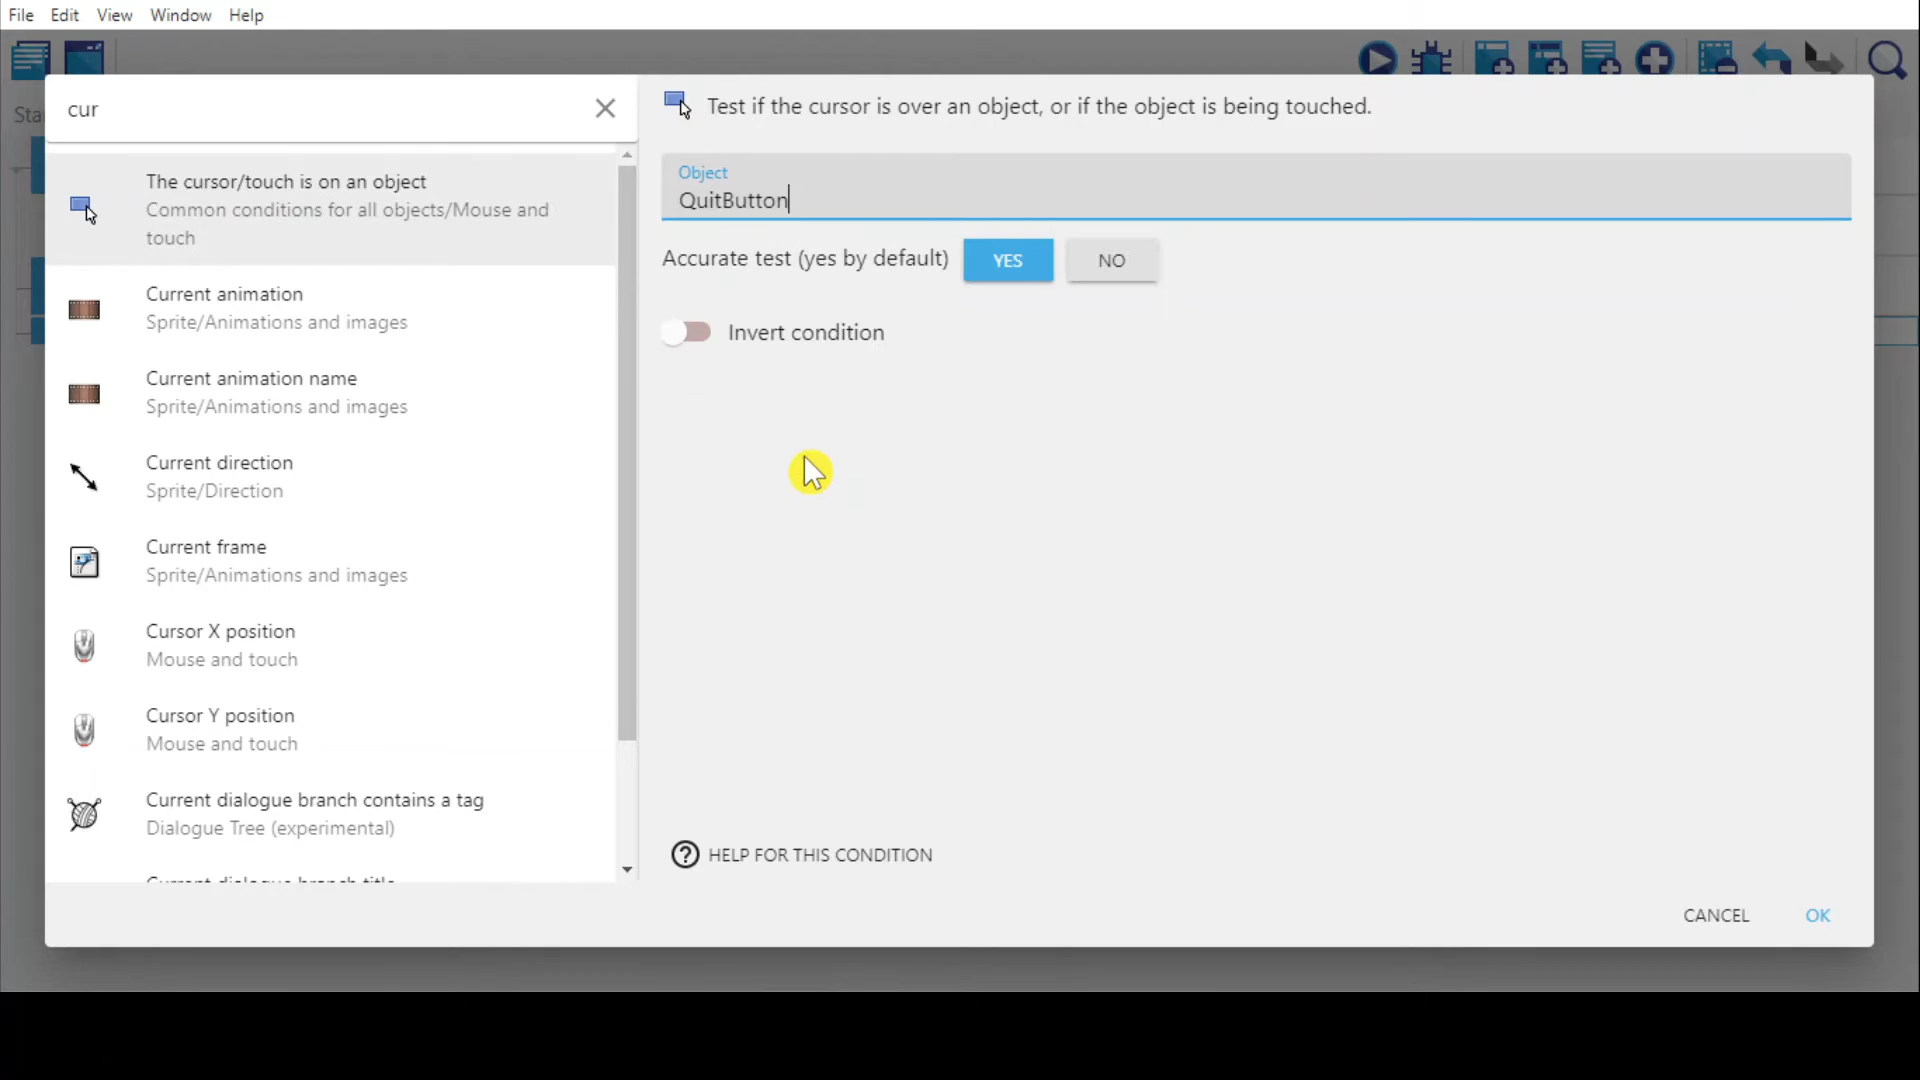 File Edit View Window Help
Sta
cur
The cursor/touch is on an object
Common conditions for all objects/Mouse and
touch
Current animation
Sprite/Animations and images
Current animation name
Sprite/Animations and images
Current direction
Sprite/Direction
Current frame
Sprite/Animations and images
Cursor X position
Mouse and touch
Cursor Y position
Mouse and touch
Current dialogue branch contains a tag
Dialogue Tree (experimental)
Current dialogue branch title
Test if the cursor is over an object, or if the object is being touched.
Object
QuitButton
Accurate test (yes by default) YES NO
Invert condition
HELP FOR THIS CONDITION
CANCEL OK